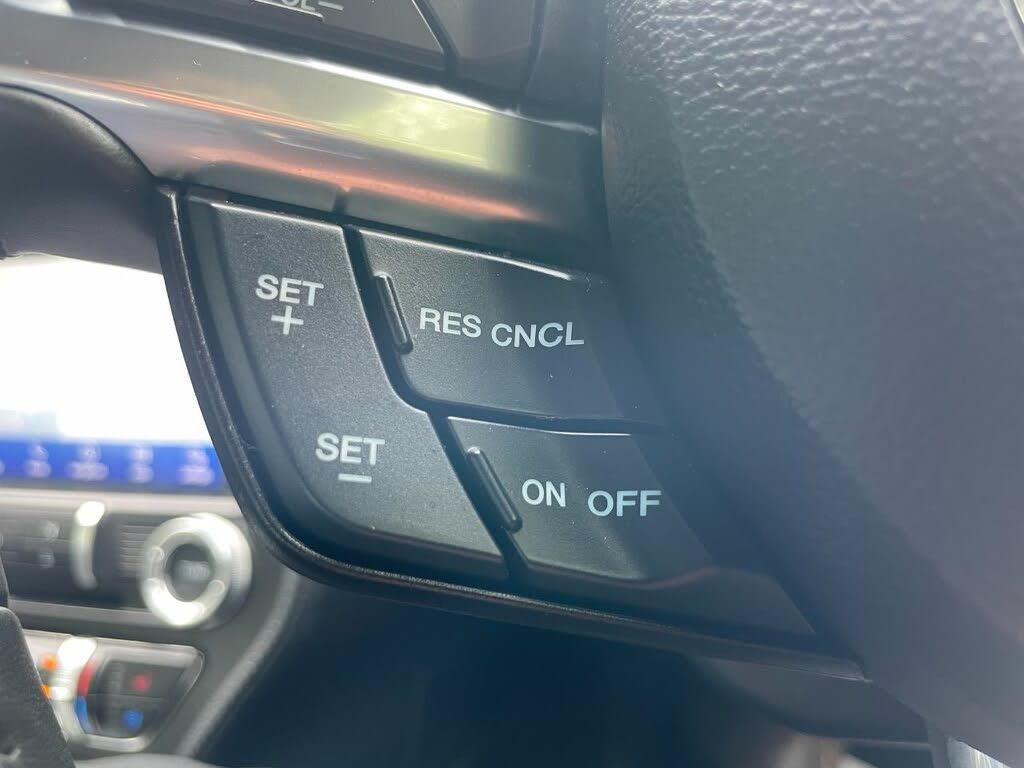 SET
+
RES CNCL
SET
−
ON OFF